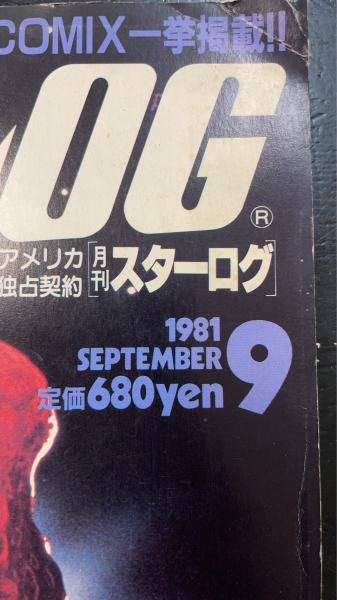 COMIX一挙掲載!!
OG®
アメリカ
独占契約
[月刊スターログ]
1981
SEPTEMBER 9
定価680yen